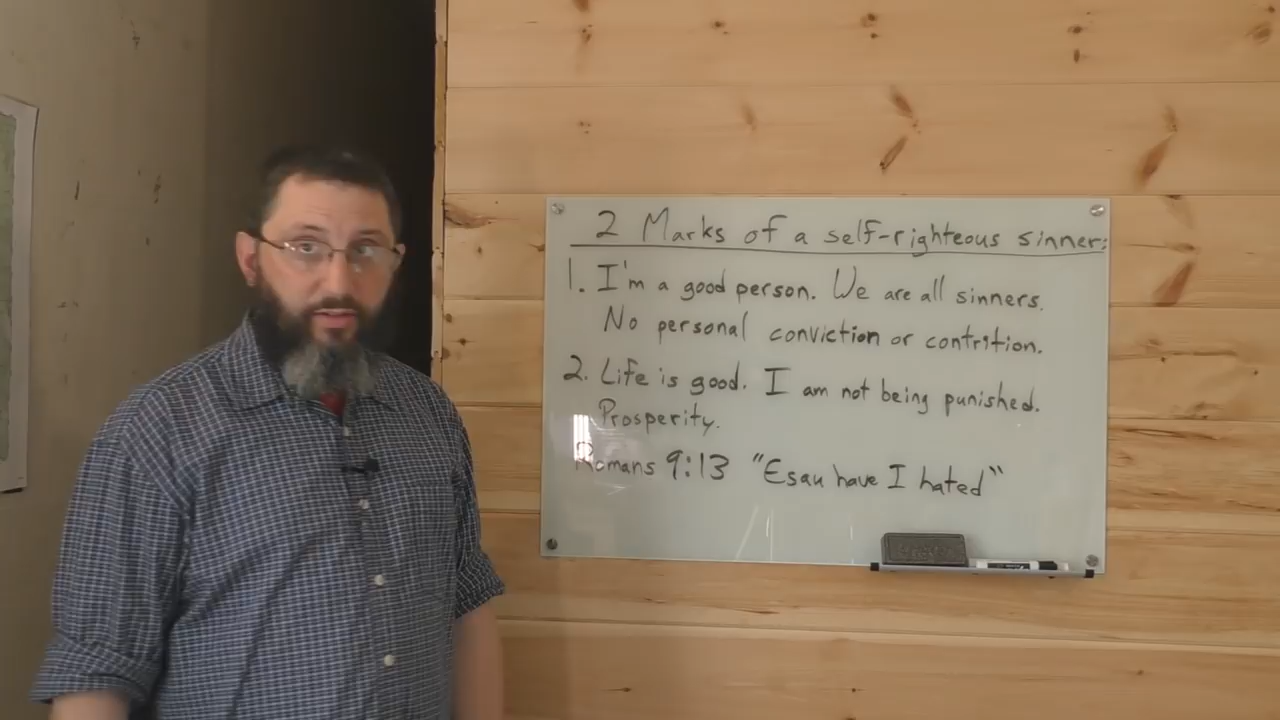 2 Marks of a self-righteous sinner:
1. I'm a good person. We are all sinners.
No personal conviction or contrition.
2. Life is good. I am not being punished.
Prosperity.
Romans 9:13 "Esau have I hated"